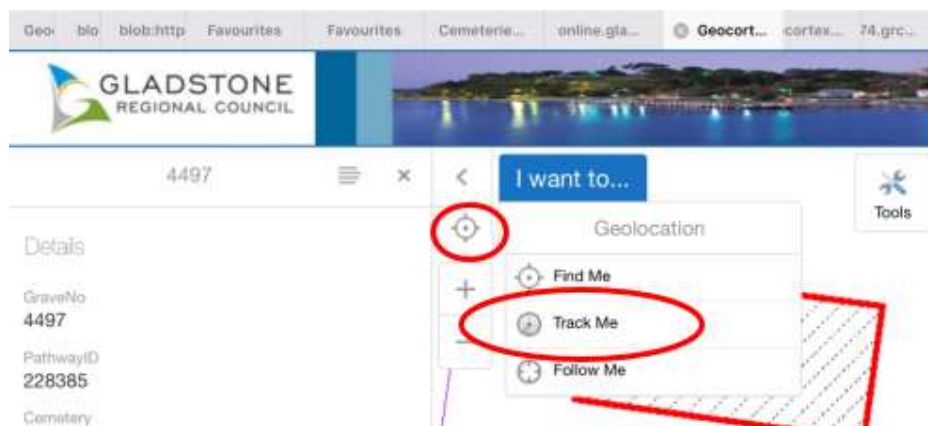 Geo blo blob:http Favourites Favourites Cemeterie... online.gla... Geocort... cortex... 74.grc...
GLADSTONE
REGIONAL COUNCIL
4497
I want to...
Tools
Geolocation
Details
Find Me
GraveNo
4497
Track Me
PathwayID
228385
Follow Me
Cemetery